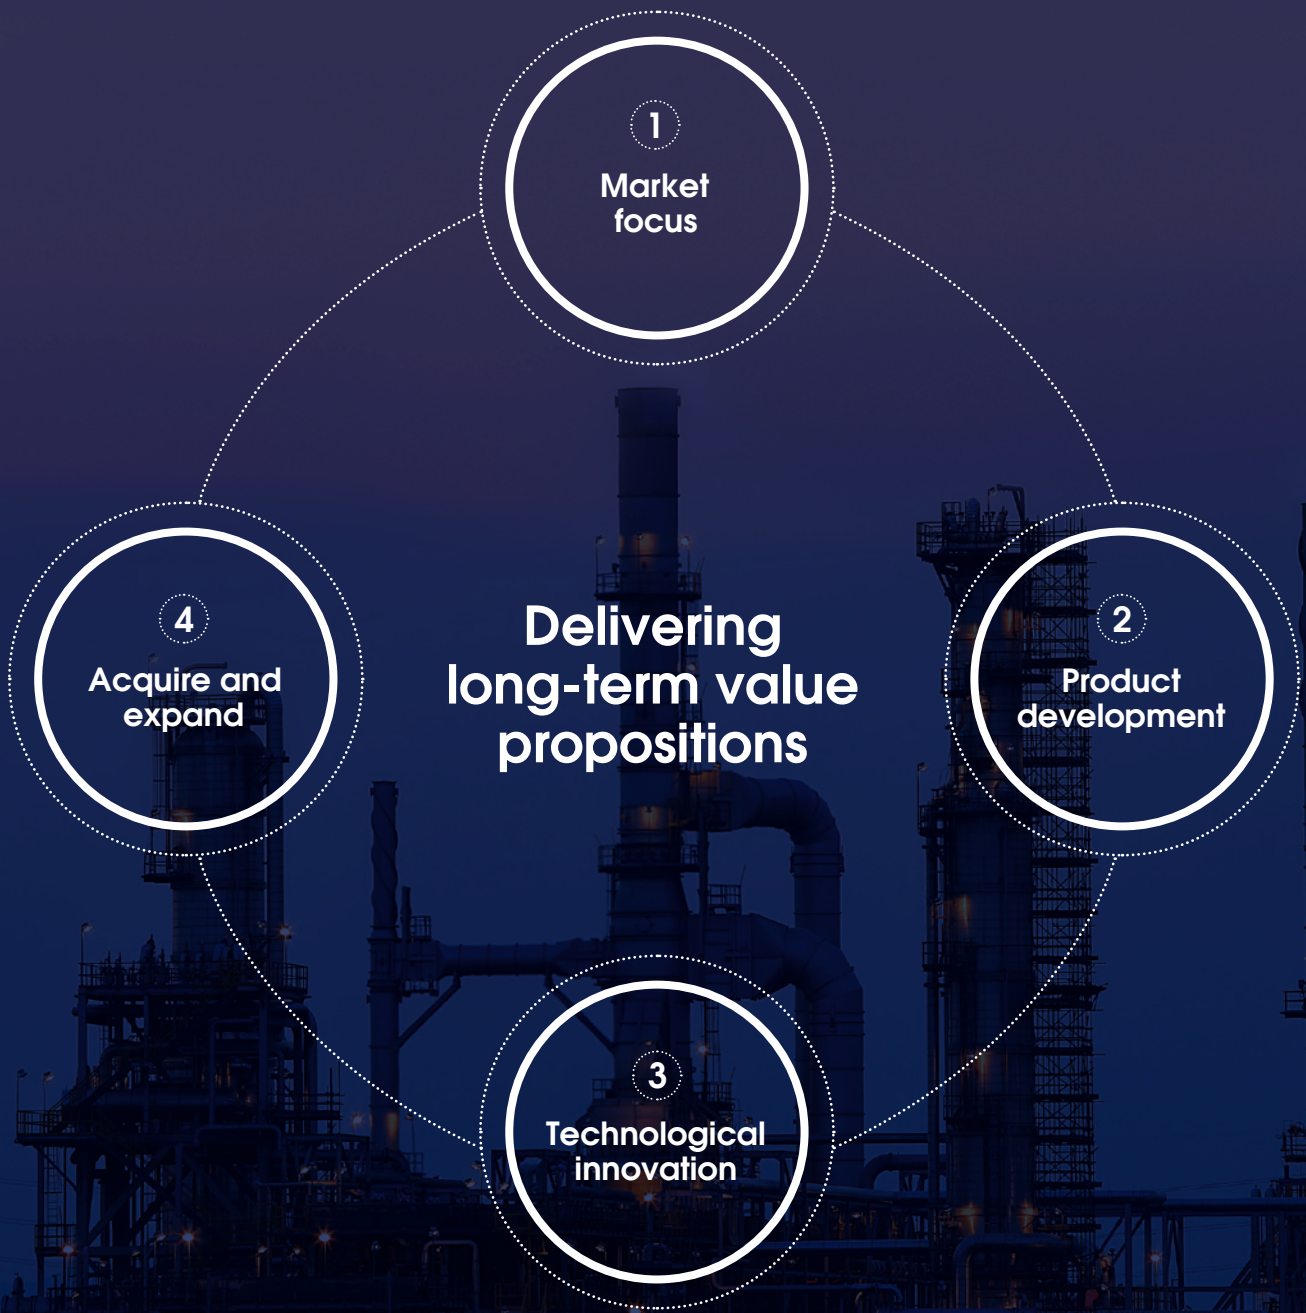 1
Market
focus
2
Product
development
3
Technological
innovation
4
Acquire and
expand
Delivering
long-term value
propositions